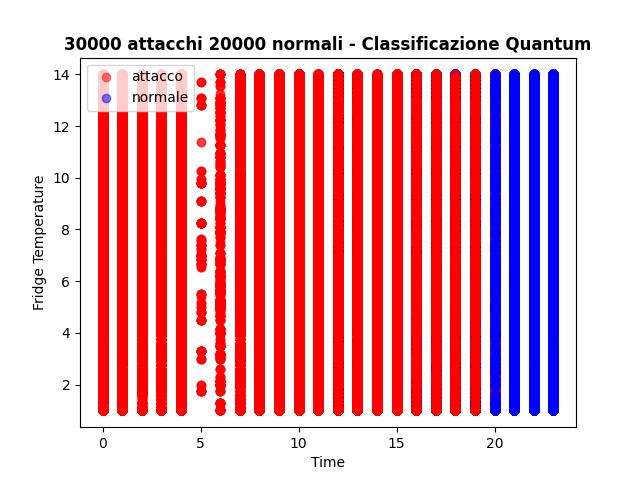 30000 attacchi 20000 normali - Classificazione Quantum
attacco
normale
14
12
10
8
6
4
2
Fridge Temperature
0
5
10
15
20
Time